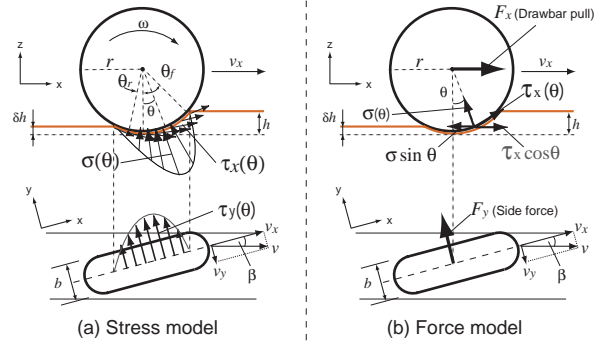 ω
z
x
r
θr
θf
θ
vx
δh
h
σ(θ)
τx(θ)
y
x
τy(θ)
vx
v
vy
β
b
(a) Stress model
Fx (Drawbar pull)
z
x
r
vx
θ
τx(θ)
σ(θ)
δh
h
σ sin θ
τx cosθ
y
x
Fy (Side force)
vx
v
vy
β
b
(b) Force model